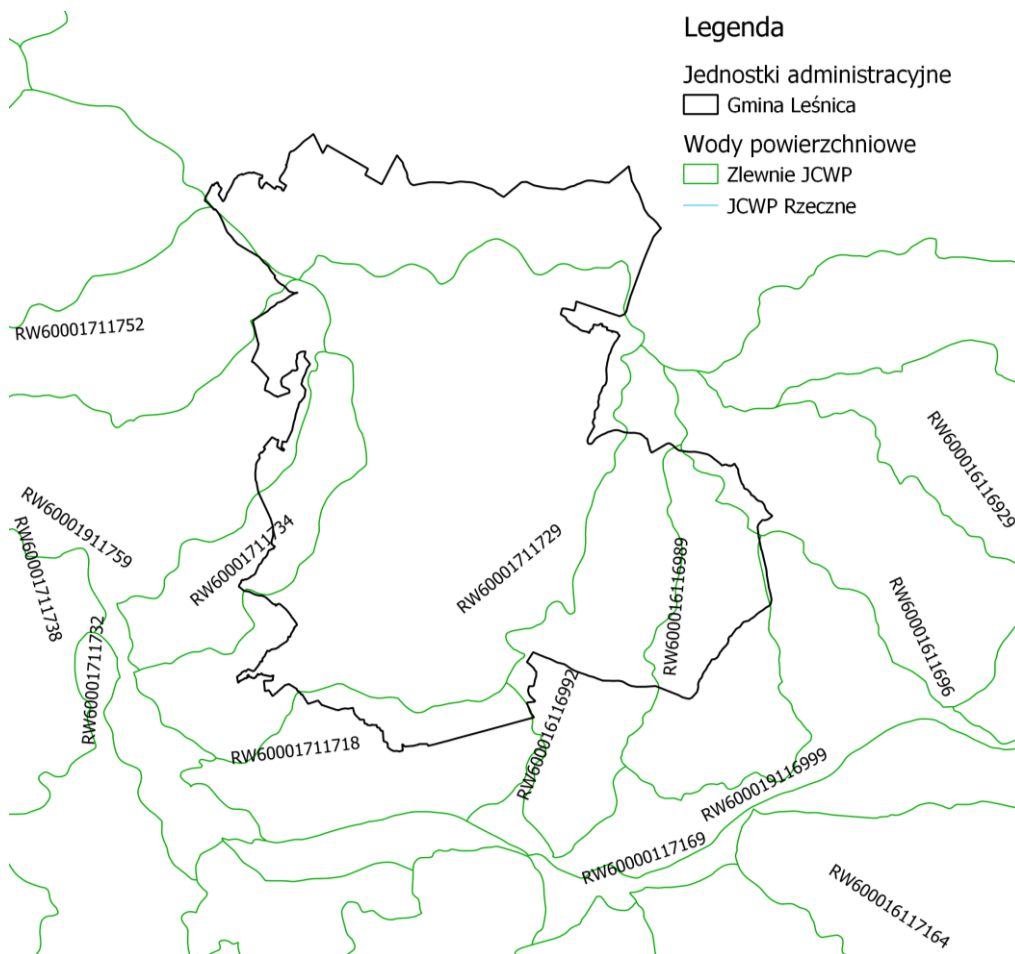 Legenda
Jednostki administracyjne
Gmina Leśnica
Wody powierzchniowe
Zlewnie JCWP
JCWP Rzeczne
RW60001711752
RW600016116929
RW60001911759
RW60001711738
RW60001711734
RW60001711729
RW600016116989
RW60001611696
RW60001711732
RW6000016116992
RW60001711718
RW600019116999
RW60000117169
RW600016117164